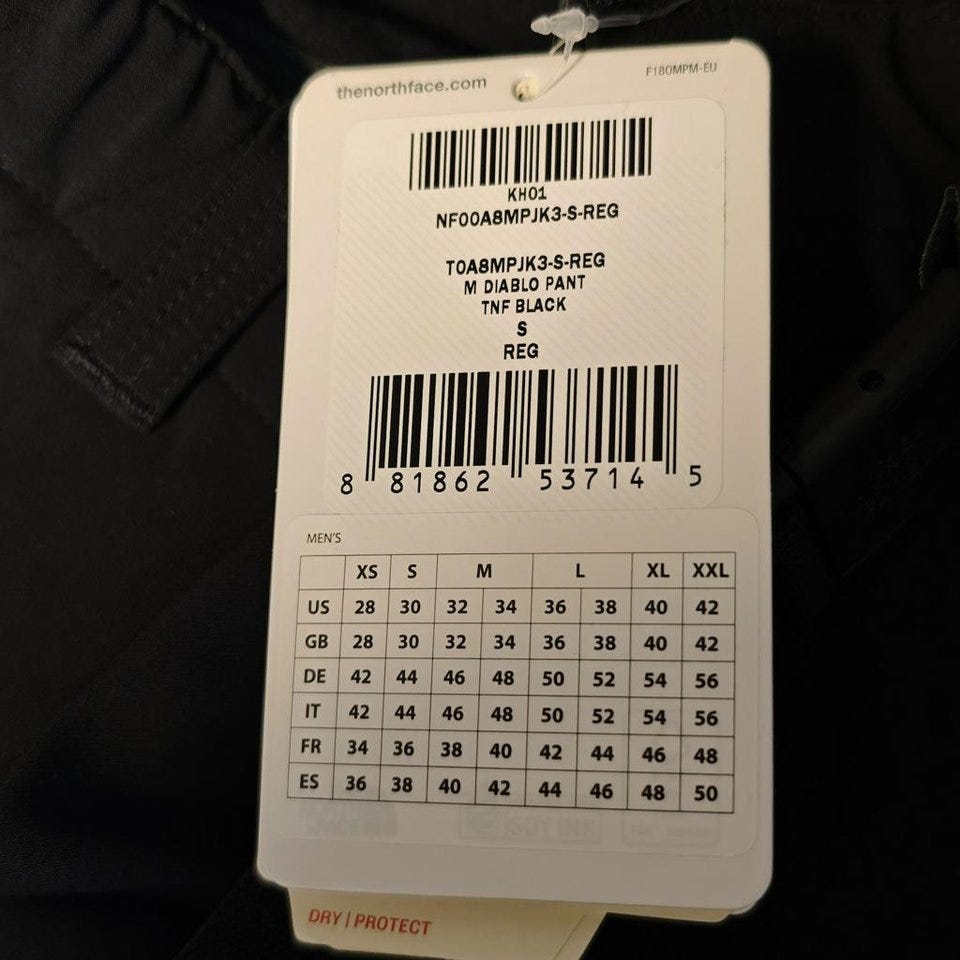 thenorthface.com
F180MPM-EU
KH01
NF00A8MPJK3-S-REG
T0A8MPJK3-S-REG
M DIABLO PANT
TNF BLACK
S
REG
8 81862 53714 5
MEN'S
XS S M L XL XXL
US 28 30 32 34 36 38 40 42
GB 28 30 32 34 36 38 40 42
DE 42 44 46 48 50 52 54 56
IT 42 44 46 48 50 52 54 56
FR 34 36 38 40 42 44 46 48
ES 36 38 40 42 44 46 48 50
SOY INK
DRY | PROTECT